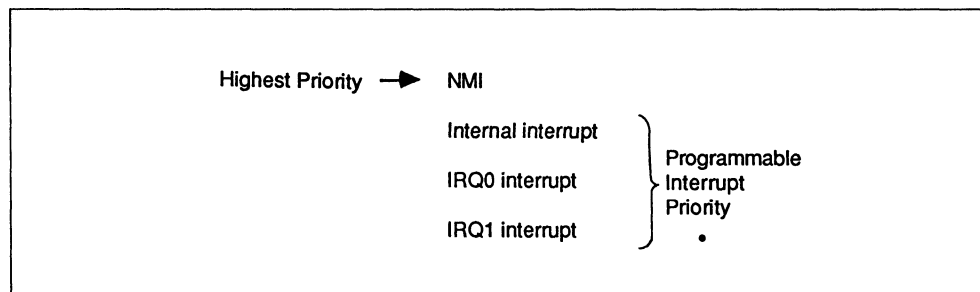 Highest Priority → NMI
Internal interrupt
IRQ0 interrupt
IRQ1 interrupt
Programmable
Interrupt
Priority
•